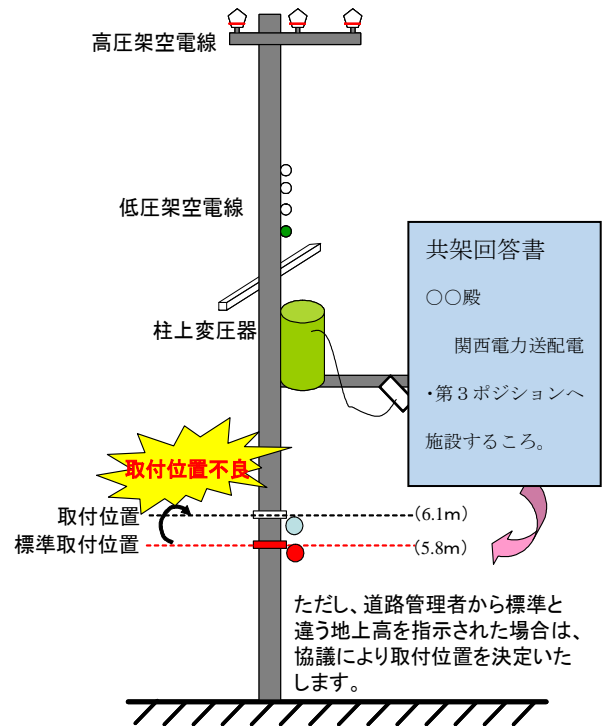 高圧架空電線
低圧架空電線
柱上変圧器
共架回答書
○○殿
関西電力送配電
・第３ポジションへ
施設するころ。
取付位置不良
取付位置
(6.1m)
標準取付位置
(5.8m)
ただし、道路管理者から標準と
違う地上高を指示された場合は、
協議により取付位置を決定いた
します。